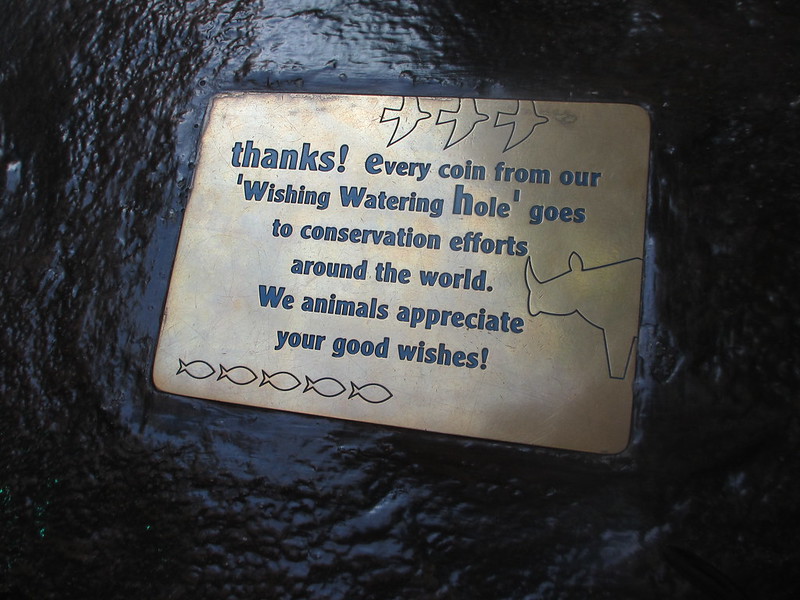 thanks! every coin from our
'Wishing Watering hole' goes
to conservation efforts
around the world.
We animals appreciate
your good wishes!